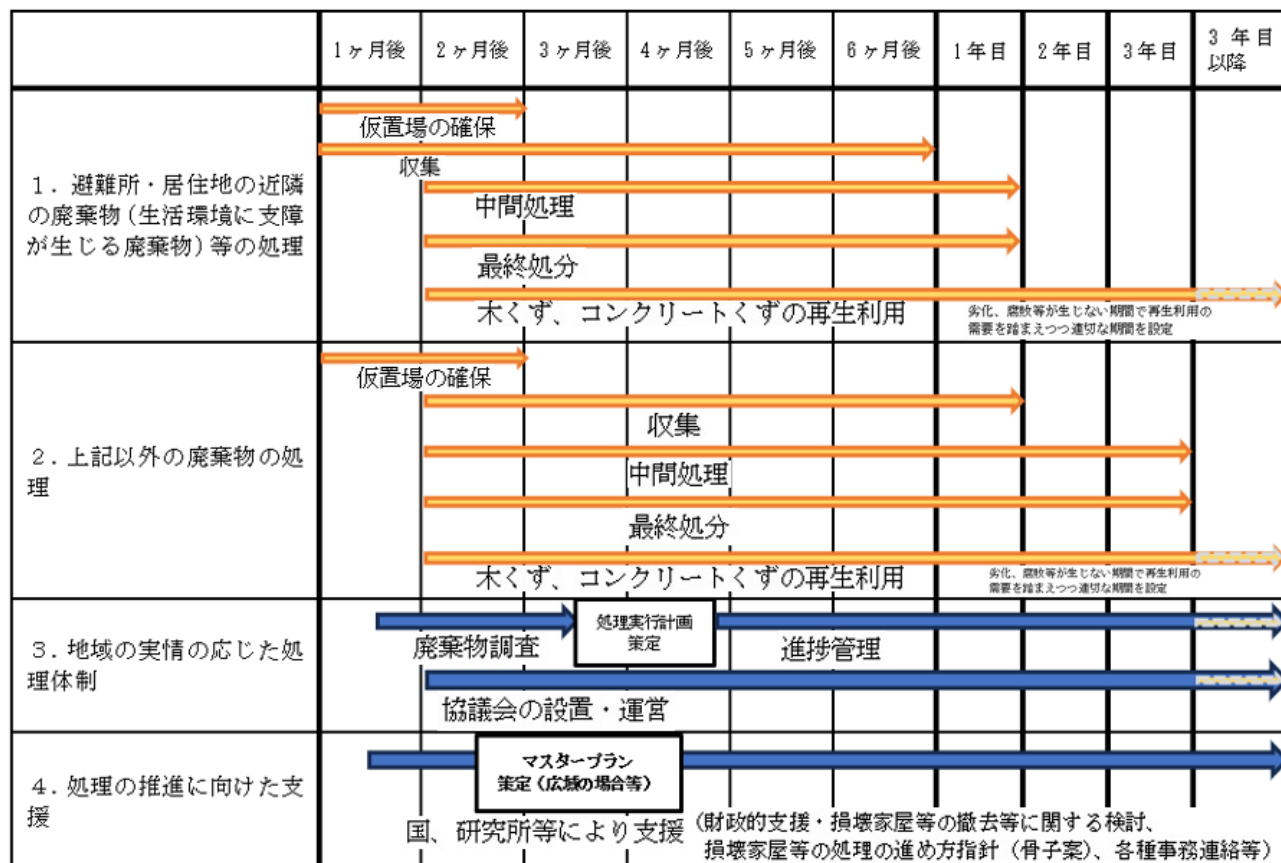 1ヶ月後 2ヶ月後 3ヶ月後 4ヶ月後 5ヶ月後 6ヶ月後 1年目 2年目 3年目 3年目
以降
1．避難所・居住地の近隣
の廃棄物(生活環境に支障
が生じる廃棄物)等の処理
仮置場の確保
収集
中間処理
最終処分
木くず、コンクリートくずの再生利用
劣化、腐敗等が生じない期間で再生利用の
需要を踏まえつつ適切な期間を設定
2．上記以外の廃棄物の処
理
仮置場の確保
収集
中間処理
最終処分
木くず、コンクリートくずの再生利用
劣化、腐敗等が生じない期間で再生利用の
需要を踏まえつつ適切な期間を設定
3．地域の実情の応じた処
理体制
廃棄物調査
処理実行計画
策定
進捗管理
協議会の設置・運営
4．処理の推進に向けた支
援
マスタープラン
策定（広域の場合等）
国、研究所等により支援
(財政的支援・損壊家屋等の撤去等に関する検討、
損壊家屋等の処理の進め方指針（骨子案)、各種事務連絡等）